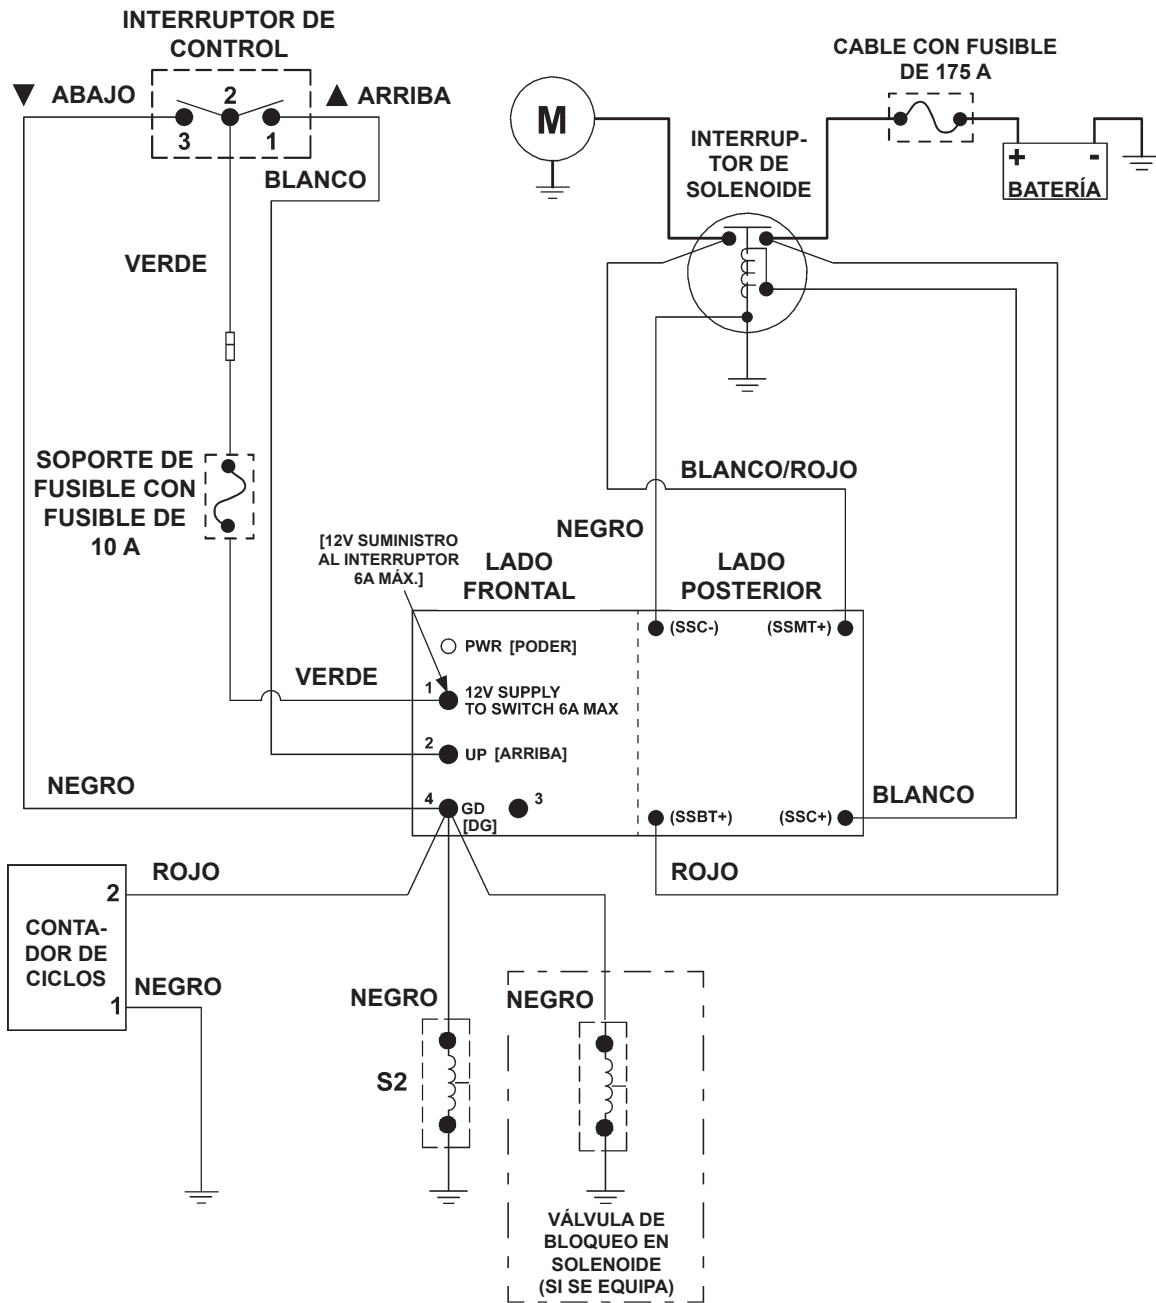 INTERRUPTOR DE
CONTROL
ABAJO
2
ARRIBA
3
1
BLANCO
M
CABLE CON FUSIBLE
DE 175 A
INTERRUP-
TOR DE
SOLENOIDE
+
-
BATERÍA
VERDE
SOPORTE DE
FUSIBLE CON
FUSIBLE DE
10 A
BLANCO/ROJO
NEGRO
[12V SUMINISTRO
AL INTERRUPTOR
6A MÁX.]
LADO
FRONTAL
LADO
POSTERIOR
PWR [PODER]
(SSC-)
(SSMT+)
VERDE
1
12V SUPPLY
TO SWITCH 6A MAX
2
UP [ARRIBA]
NEGRO
4
GD
[DG]
3
(SSBT+)
(SSC+)
BLANCO
ROJO
ROJO
2
CONTA-
DOR DE
CICLOS
1
NEGRO
NEGRO
NEGRO
S2
VÁLVULA DE
BLOQUEO EN
SOLENOIDE
(SI SE EQUIPA)